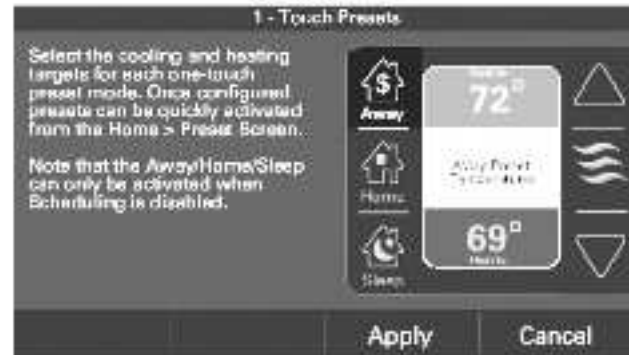 1 - Touch Presets
Select the cooling and heating
targets for each one-touch
preset mode. Once configured
presets can be quickly activated
from the Home > Preset Screen.
Note that the Away/Home/Sleep
can only be activated when
Scheduling is disabled.
$
Away
Home
Sleep
72°
Away Preset
69°
Apply
Cancel